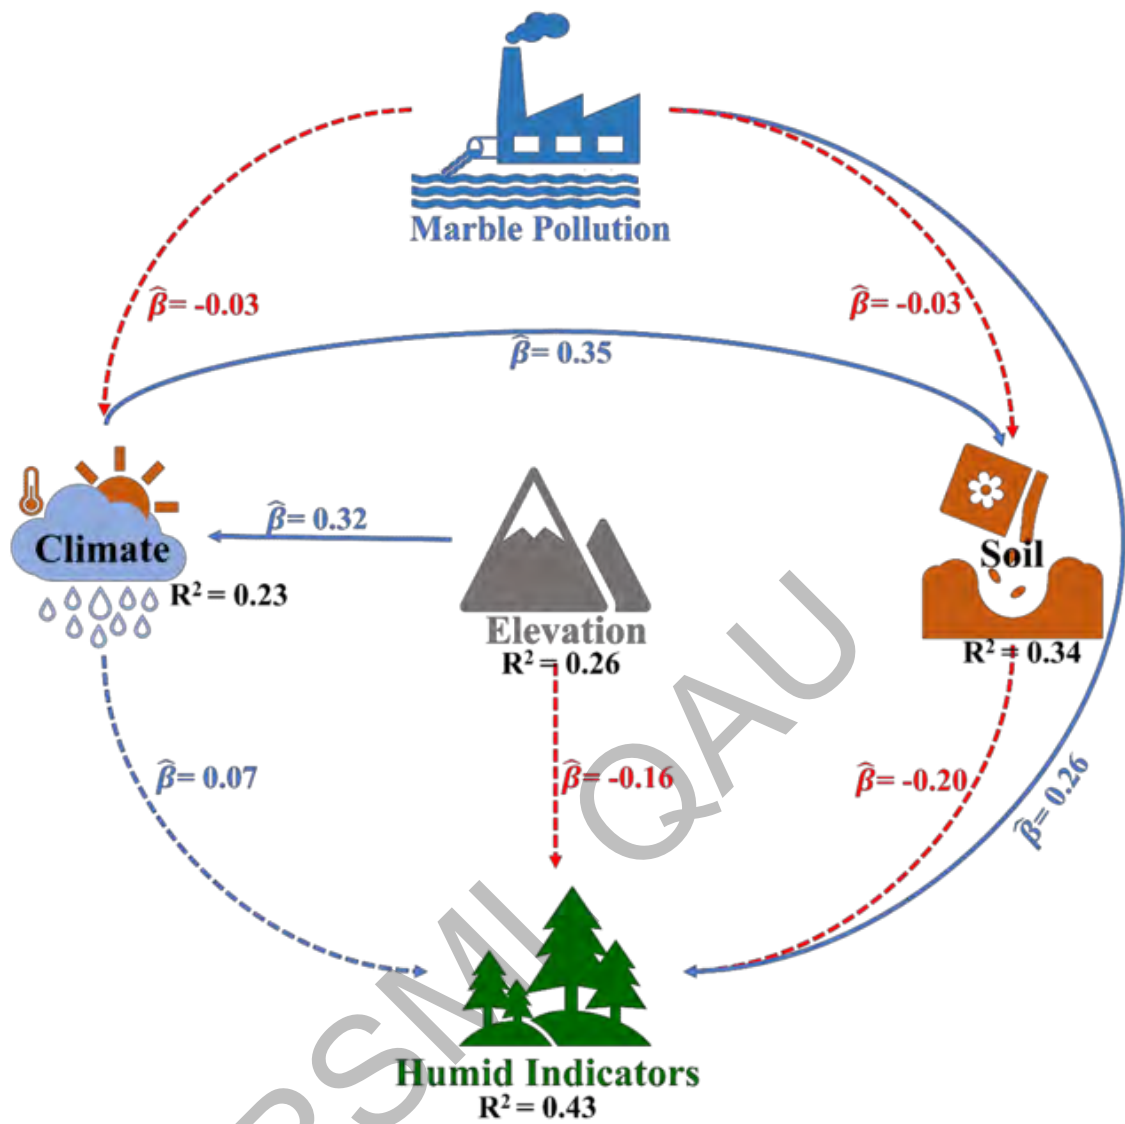 Marble Pollution
β̂= -0.03
β̂= -0.03
β̂= 0.35
β̂= 0.32
Climate
R² = 0.23
Soil
R² = 0.34
Elevation
R² = 0.26
β̂= 0.07
β̂= -0.16
β̂= -0.20
β̂= 0.26
Humid Indicators
R² = 0.43
RSML QAU